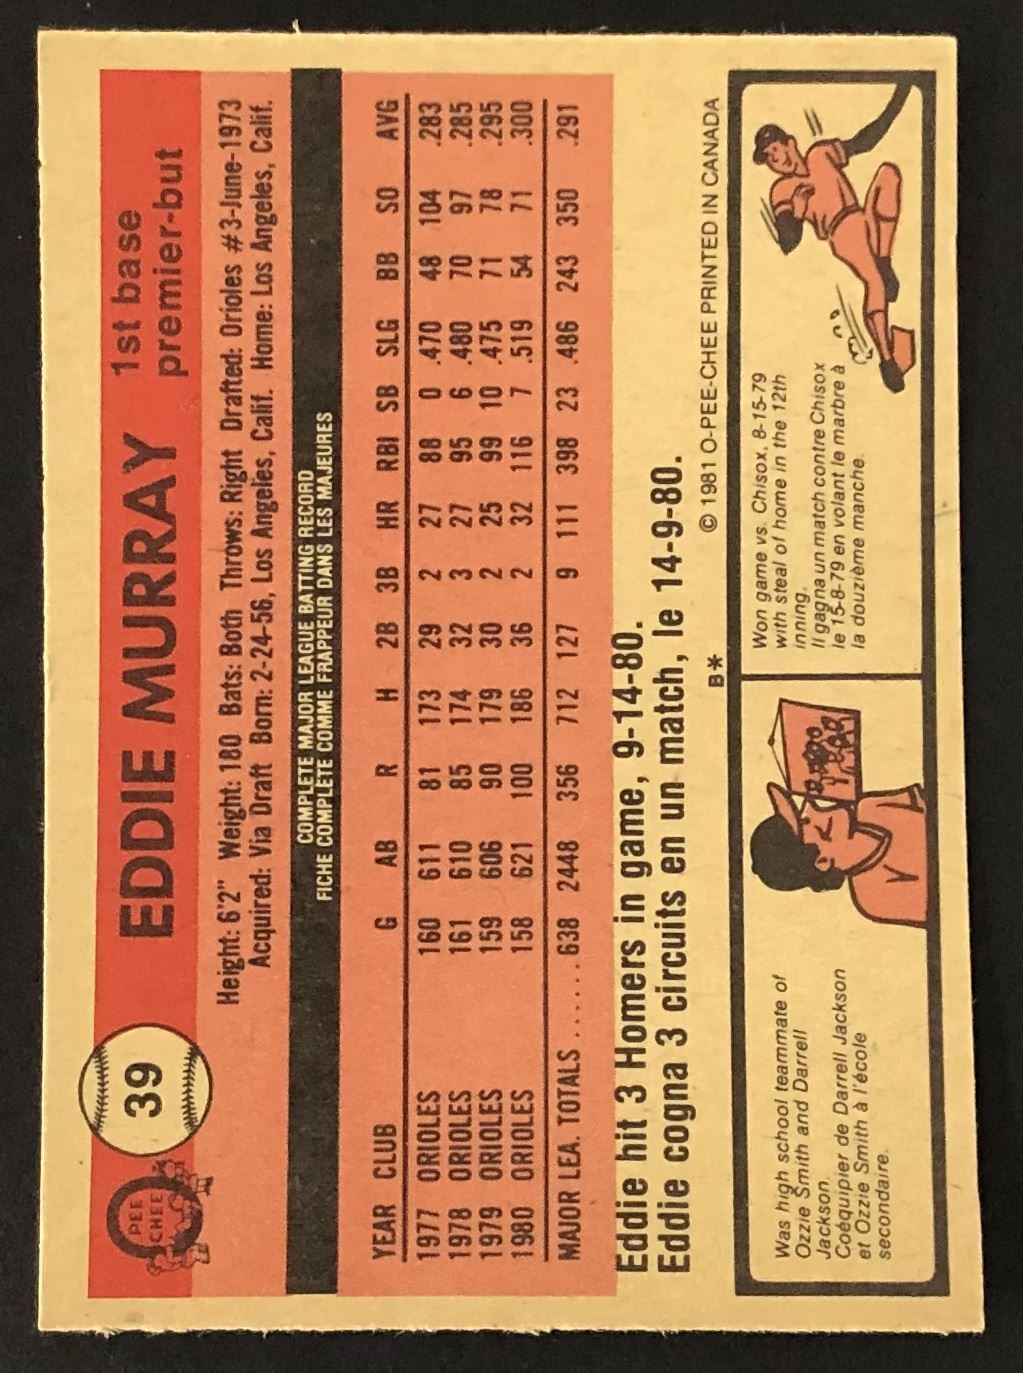 PEE
CHEE
39
EDDIE MURRAY
1st base
premier-but
Height: 6'2" Weight: 180 Bats: Both Throws: Right Drafted: Orioles #3-June-1973
Acquired: Via Draft Born: 2-24-56, Los Angeles, Calif. Home: Los Angeles, Calif.
COMPLETE MAJOR LEAGUE BATTING RECORD
FICHE COMPLÈTE COMME FRAPPEUR DANS LES MAJEURES
YEAR CLUB G AB R H 2B 3B HR RBI SB SLG BB SO AVG
1977 ORIOLES 160 611 81 173 29 2 27 88 0 .470 48 104 .283
1978 ORIOLES 161 610 85 174 32 3 27 95 6 .480 70 97 .285
1979 ORIOLES 159 606 90 179 30 2 25 99 10 .475 71 78 .295
1980 ORIOLES 158 621 100 186 36 2 32 116 7 .519 54 71 .300
MAJOR LEA. TOTALS ...... 638 2448 356 712 127 9 111 398 23 .486 243 350 .291
Eddie hit 3 Homers in game, 9-14-80.
Eddie cogna 3 circuits en un match, le 14-9-80.
B* © 1981 O-PEE-CHEE PRINTED IN CANADA
Was high school teammate of
Ozzie Smith and Darrell
Jackson.
Coéquipier de Darrell Jackson
et Ozzie Smith à l'école
secondaire.
Won game vs. Chisox, 8-15-79
with steal of home in the 12th
inning.
Il gagna un match contre Chisox
le 15-8-79 en volant le marbre à
la douzième manche.